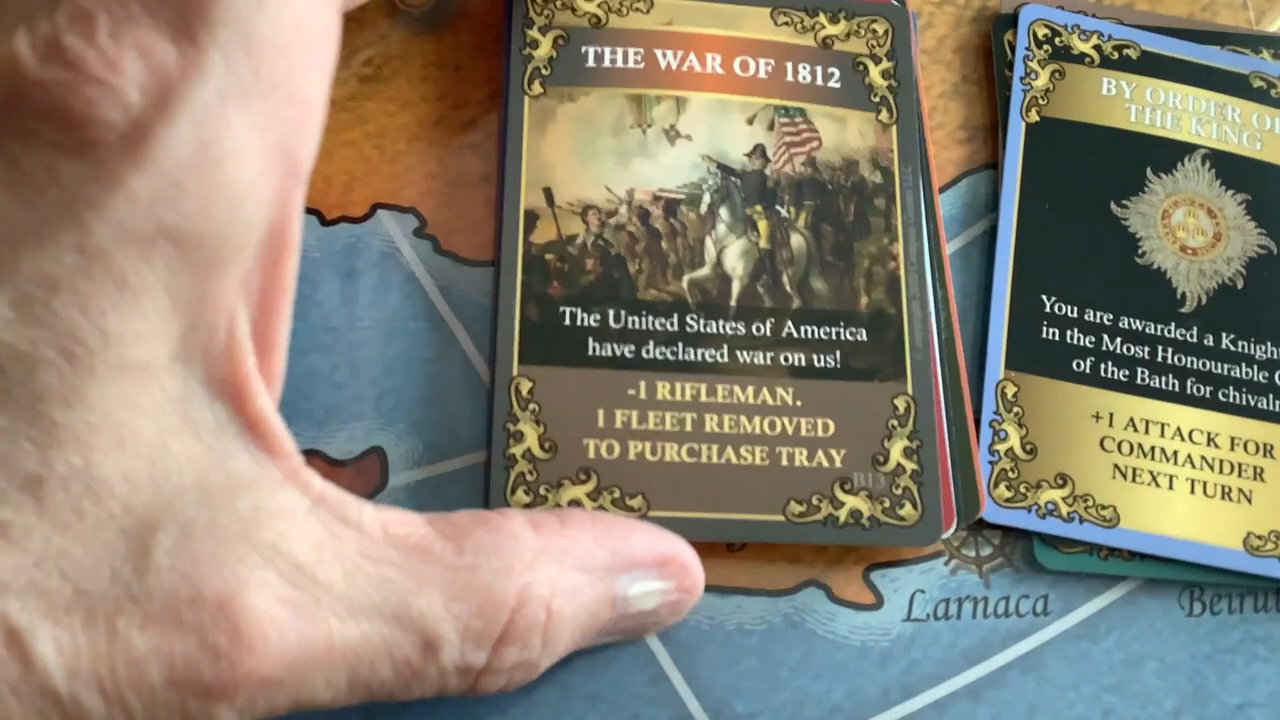 THE WAR OF 1812
The United States of America
have declared war on us!
-1 RIFLEMAN.
1 FLEET REMOVED
TO PURCHASE TRAY
B13
BY ORDER OF
THE KING
You are awarded a Knight
in the Most Honourable
of the Bath for
+1 ATTACK FOR
COMMANDER
NEXT TURN
Larnaca